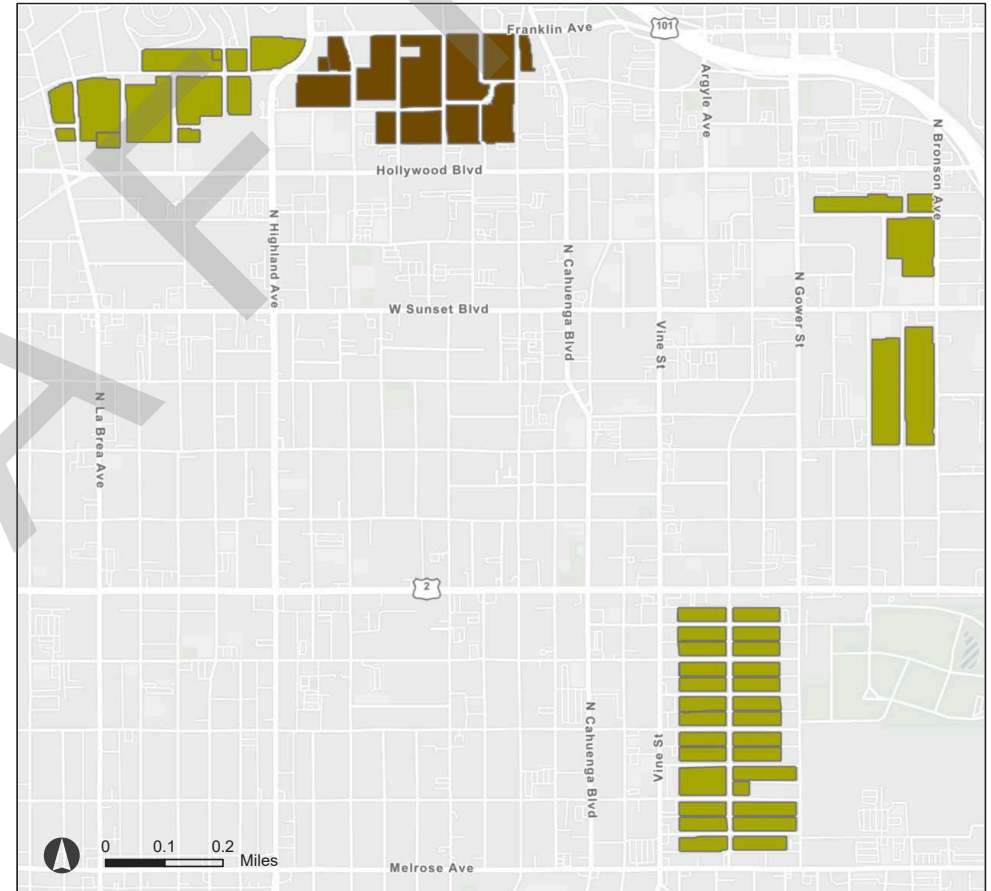 Franklin Ave
101
Argyle Ave
N Bronson Ave
Hollywood Blvd
N Highland Ave
N Cahuenga Blvd
N Gower St
W Sunset Blvd
Vine St
N La Brea Ave
2
N Cahuenga Blvd
Vine St
0 0.1 0.2
Miles
Melrose Ave